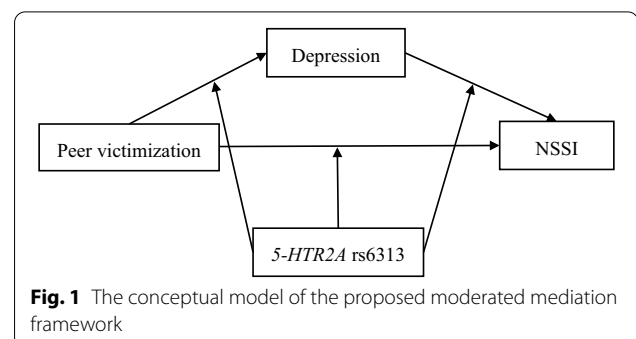 Depression
Peer victimization
NSSI
5-HTR2A rs6313
Fig. 1 The conceptual model of the proposed moderated mediation
framework